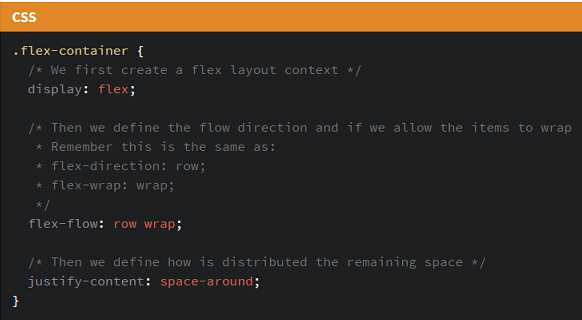 CSS
.flex-container {
  /* We first create a flex layout context */
  display: flex;

  /* Then we define the flow direction and if we allow the items to wrap
   * Remember this is the same as:
   * flex-direction: row;
   * flex-wrap: wrap;
   */
  flex-flow: row wrap;

  /* Then we define how is distributed the remaining space */
  justify-content: space-around;
}